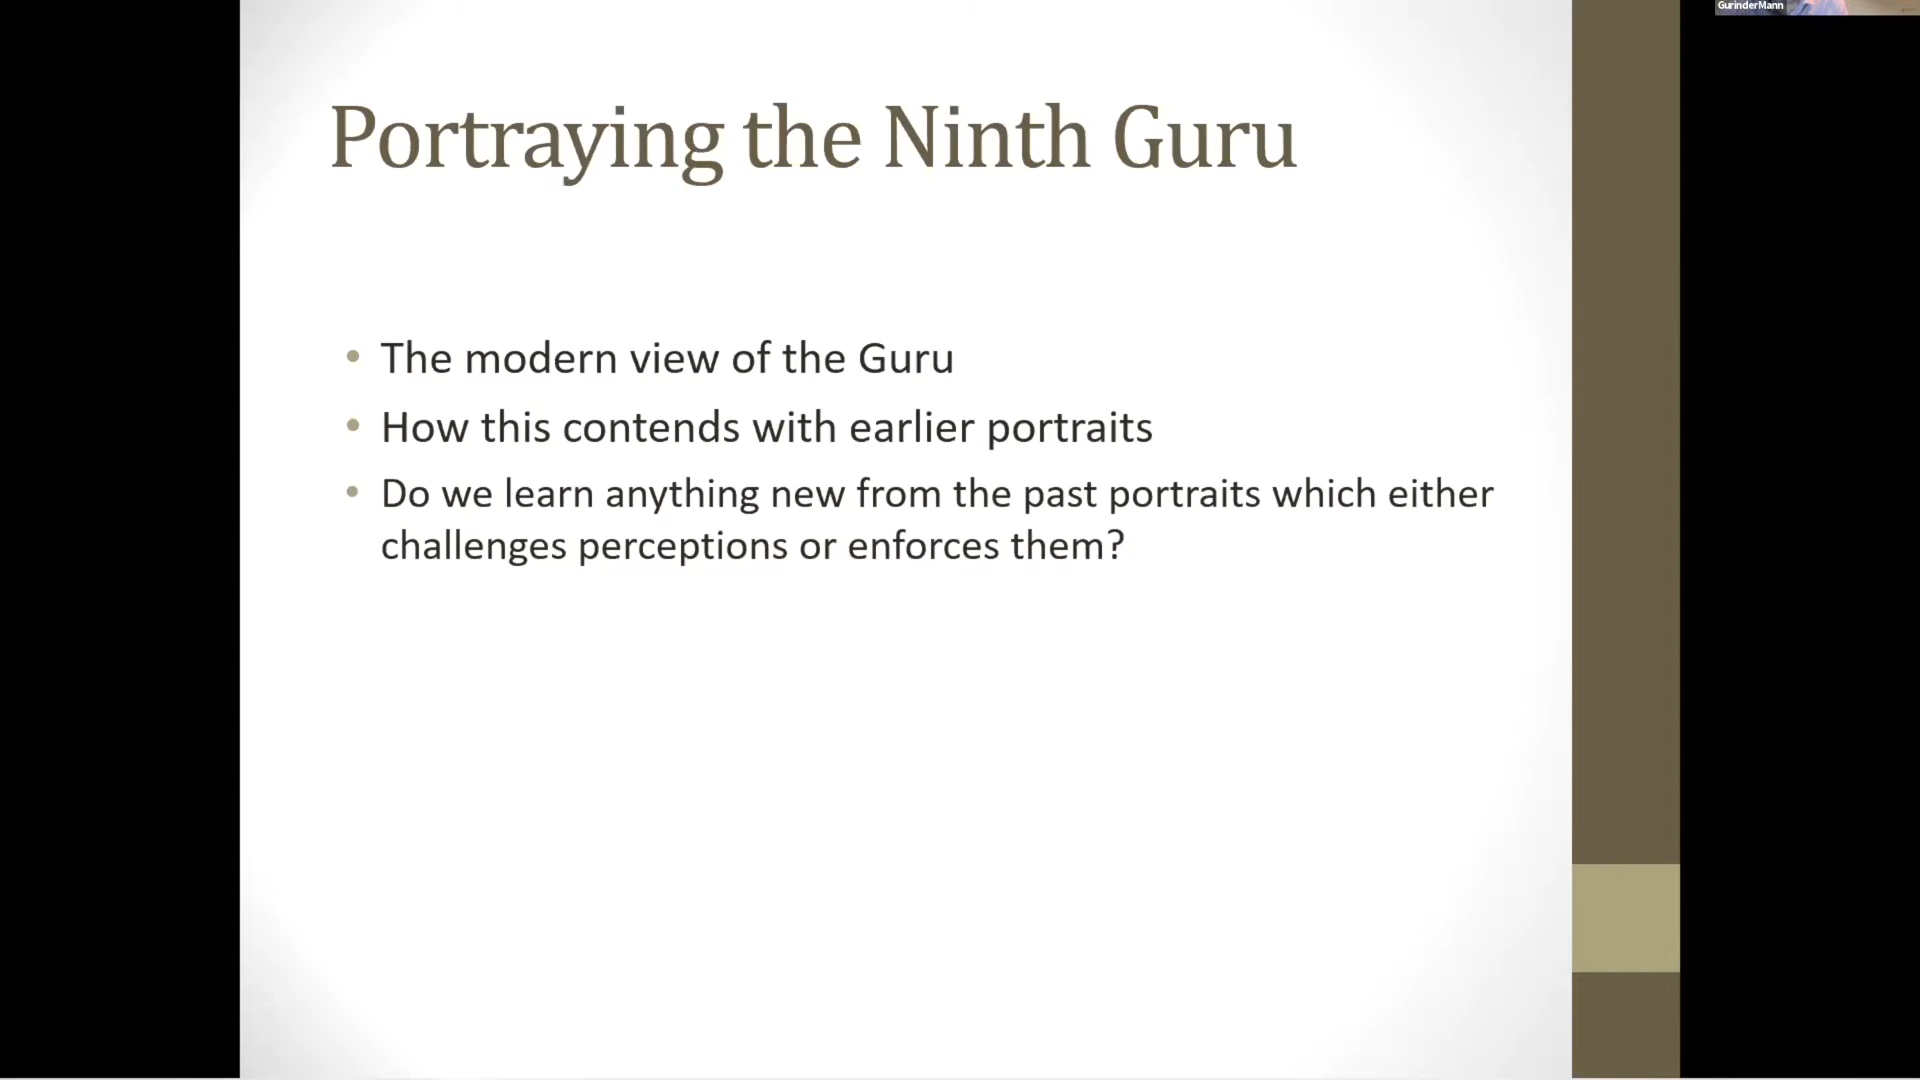 GurinderMann
Portraying the Ninth Guru
• The modern view of the Guru
• How this contends with earlier portraits
• Do we learn anything new from the past portraits which either
challenges perceptions or enforces them?